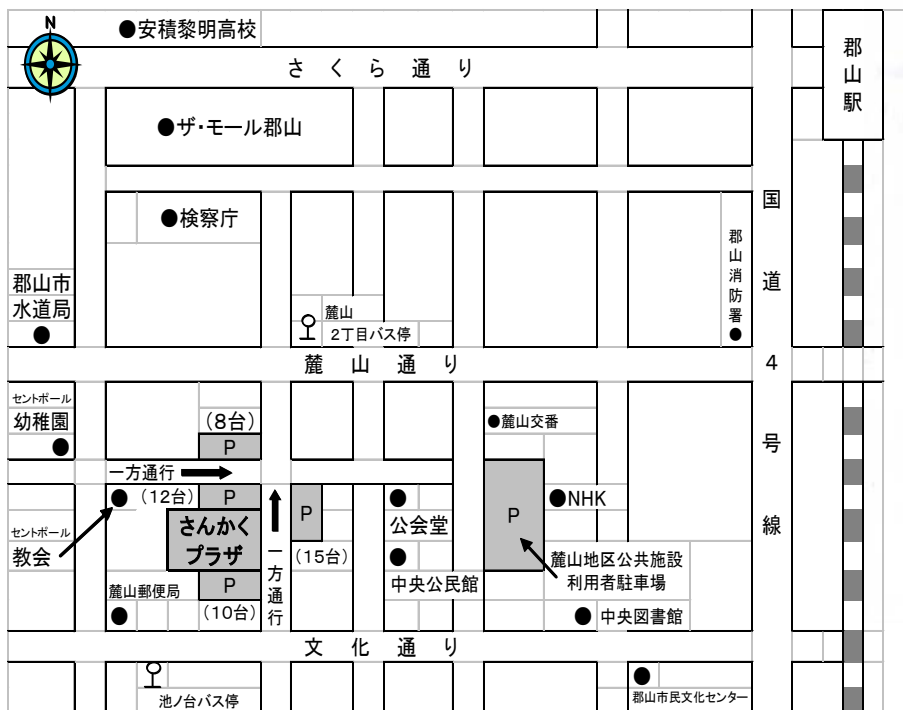 N
●安積黎明高校
さくら通り
郡山駅
●ザ・モール郡山
●検察庁
国道4号線
郡山消防署●
郡山市
水道局
●
麓山
2丁目バス停
麓山通り
セントポール
幼稚園
●
(8台)
P
●麓山交番
一方通行
● (12台) P
P
P
●NHK
さんかく
プラザ
一方通行
(15台)
●
公会堂
セントポール
教会
●
中央公民館
麓山地区公共施設
利用者駐車場
麓山郵便局
●
P
(10台)
● 中央図書館
文化通り
池ノ台バス停
●
郡山市民文化センター